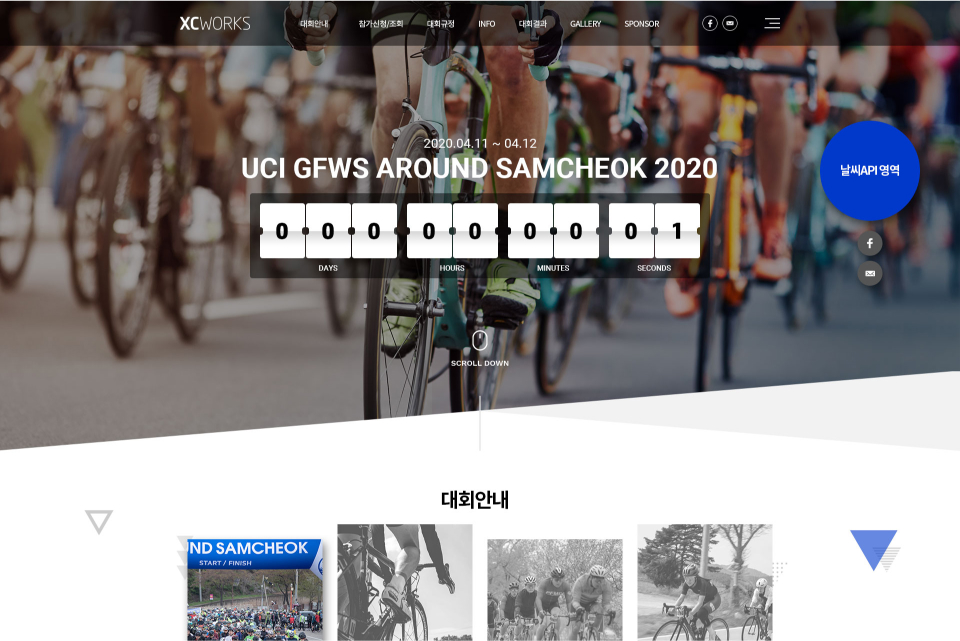 XCWORKS
대회안내
참가신청/조회
대회규정
INFO
대회결과
GALLERY
SPONSOR
2020.04.11 ~ 04.12
UCI GFWS AROUND SAMCHEOK 2020
날씨API 영역
0 0 0 0 0 0 0 0 1
DAYS
HOURS
MINUTES
SECONDS
SCROLL DOWN
대회안내
ND SAMCHEOK
START / FINISH